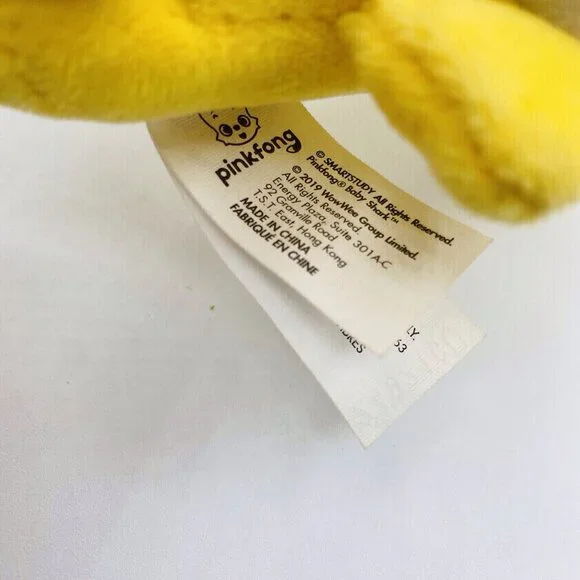 pinkfong
© SMARTSTUDY All Rights Reserved.
Pinkfong® Baby Shark™
© 2019 WowWee Group Limited.
All Rights Reserved.
Energy Plaza, Suite 301A-C
92 Granville Road
T.S.T. East, Hong Kong
MADE IN CHINA
FABRIQUÉ EN CHINE
LY.